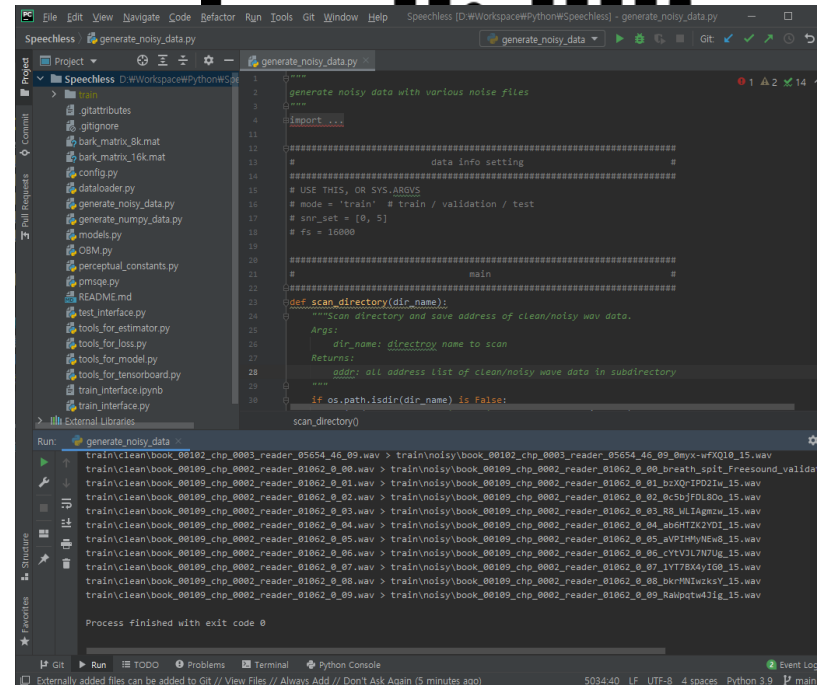 File Edit View Navigate Code Refactor Run Tools Git Window Help Speechless [D:₩Workspace₩Python₩Speechless] - generate_noisy_data.py
Speechless generate_noisy_data.py generate_noisy_data Git:
Project generate_noisy_data.py
Speechless D:₩Workspace₩Python₩Spe
train
.gitattributes
.gitignore
bark_matrix_8k.mat
bark_matrix_16k.mat
config.py
dataloader.py
generate_noisy_data.py
generate_numpy_data.py
models.py
OBM.py
perceptual_constants.py
pmsqe.py
README.md
test_interface.py
tools_for_estimator.py
tools_for_loss.py
tools_for_model.py
tools_for_tensorboard.py
train_interface.ipynb
train_interface.py
External Libraries
Project
Commit
Pull Requests
Structure
Favorites
1 """
2 generate noisy data with various noise files
3 """
4 import ...
11
12 ######################################################################
13 # data info setting #
14 ######################################################################
15 # USE THIS, OR SYS.ARGVS
16 # mode = 'train' # train / validation / test
17 # snr_set = [0, 5]
18 # fs = 16000
19
20 ######################################################################
21 # main #
22 ######################################################################
23 def scan_directory(dir_name):
24 """Scan directory and save address of clean/noisy wav data.
25 Args:
26 dir_name: directroy name to scan
27 Returns:
28 addr: all address list of clean/noisy wave data in subdirectory
29 """
30 if os.path.isdir(dir_name) is False:
1 2 14
scan_directory()
Run: generate_noisy_data
train\clean\book_00102_chp_0003_reader_05654_46_09.wav > train\noisy\book_00102_chp_0003_reader_05654_46_09_0myx-wfXQl0_15.wav
train\clean\book_00109_chp_0002_reader_01062_0_00.wav > train\noisy\book_00109_chp_0002_reader_01062_0_00_breath_spit_Freesound_valida
train\clean\book_00109_chp_0002_reader_01062_0_01.wav > train\noisy\book_00109_chp_0002_reader_01062_0_01_bzXQrIPD2Iw_15.wav
train\clean\book_00109_chp_0002_reader_01062_0_02.wav > train\noisy\book_00109_chp_0002_reader_01062_0_02_0c5bjFDL8Oo_15.wav
train\clean\book_00109_chp_0002_reader_01062_0_03.wav > train\noisy\book_00109_chp_0002_reader_01062_0_03_R8_WLIAgmzw_15.wav
train\clean\book_00109_chp_0002_reader_01062_0_04.wav > train\noisy\book_00109_chp_0002_reader_01062_0_04_ab6HTZK2YDI_15.wav
train\clean\book_00109_chp_0002_reader_01062_0_05.wav > train\noisy\book_00109_chp_0002_reader_01062_0_05_aVPIHMyNEw8_15.wav
train\clean\book_00109_chp_0002_reader_01062_0_06.wav > train\noisy\book_00109_chp_0002_reader_01062_0_06_cYtVJL7N7Ug_15.wav
train\clean\book_00109_chp_0002_reader_01062_0_07.wav > train\noisy\book_00109_chp_0002_reader_01062_0_07_1YT7BX4yIG0_15.wav
train\clean\book_00109_chp_0002_reader_01062_0_08.wav > train\noisy\book_00109_chp_0002_reader_01062_0_08_bkrMNIwzksY_15.wav
train\clean\book_00109_chp_0002_reader_01062_0_09.wav > train\noisy\book_00109_chp_0002_reader_01062_0_09_RaWpqtw4Jig_15.wav
Process finished with exit code 0
Git Run TODO Problems Terminal Python Console 2 Event Log
Externally added files can be added to Git // View Files // Always Add // Don't Ask Again (5 minutes ago) 5034:40 LF UTF-8 4 spaces Python 3.9 main